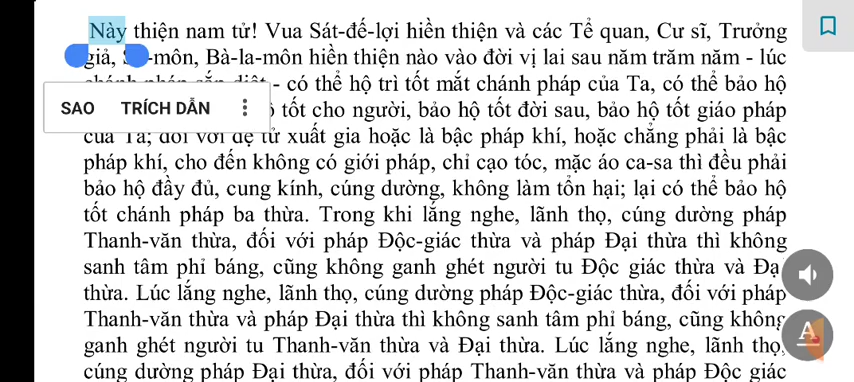 Này thiện nam tử! Vua Sát-đế-lợi hiền thiện và các Tể quan, Cư sĩ, Trưởng
giả, -môn, Bà-la-môn hiền thiện nào vào đời vị lai sau năm trăm năm - lúc
chánh pháp sắp diệt - có thể hộ trì tốt mắt chánh pháp của Ta, có thể bảo hộ
tốt cho người, bảo hộ tốt đời sau, bảo hộ tốt giáo pháp
SAO TRÍCH DẪN
của Ta; đối với đệ tử xuất gia hoặc là bậc pháp khí, hoặc chẳng phải là bậc
pháp khí, cho đến không có giới pháp, chỉ cạo tóc, mặc áo ca-sa thì đều phải
bảo hộ đầy đủ, cung kính, cúng dường, không làm tổn hại; lại có thể bảo hộ
tốt chánh pháp ba thừa. Trong khi lắng nghe, lãnh thọ, cúng dường pháp
Thanh-văn thừa, đối với pháp Độc-giác thừa và pháp Đại thừa thì không
sanh tâm phỉ báng, cũng không ganh ghét người tu Độc giác thừa và Đạ
thừa. Lúc lắng nghe, lãnh thọ, cúng dường pháp Độc-giác thừa, đối với pháp
Thanh-văn thừa và pháp Đại thừa thì không sanh tâm phỉ báng, cũng không
ganh ghét người tu Thanh-văn thừa và Đại thừa. Lúc lắng nghe, lãnh thọ,
cúng dường pháp Đại thừa, đối với pháp Thanh-văn thừa và pháp Độc giác
A